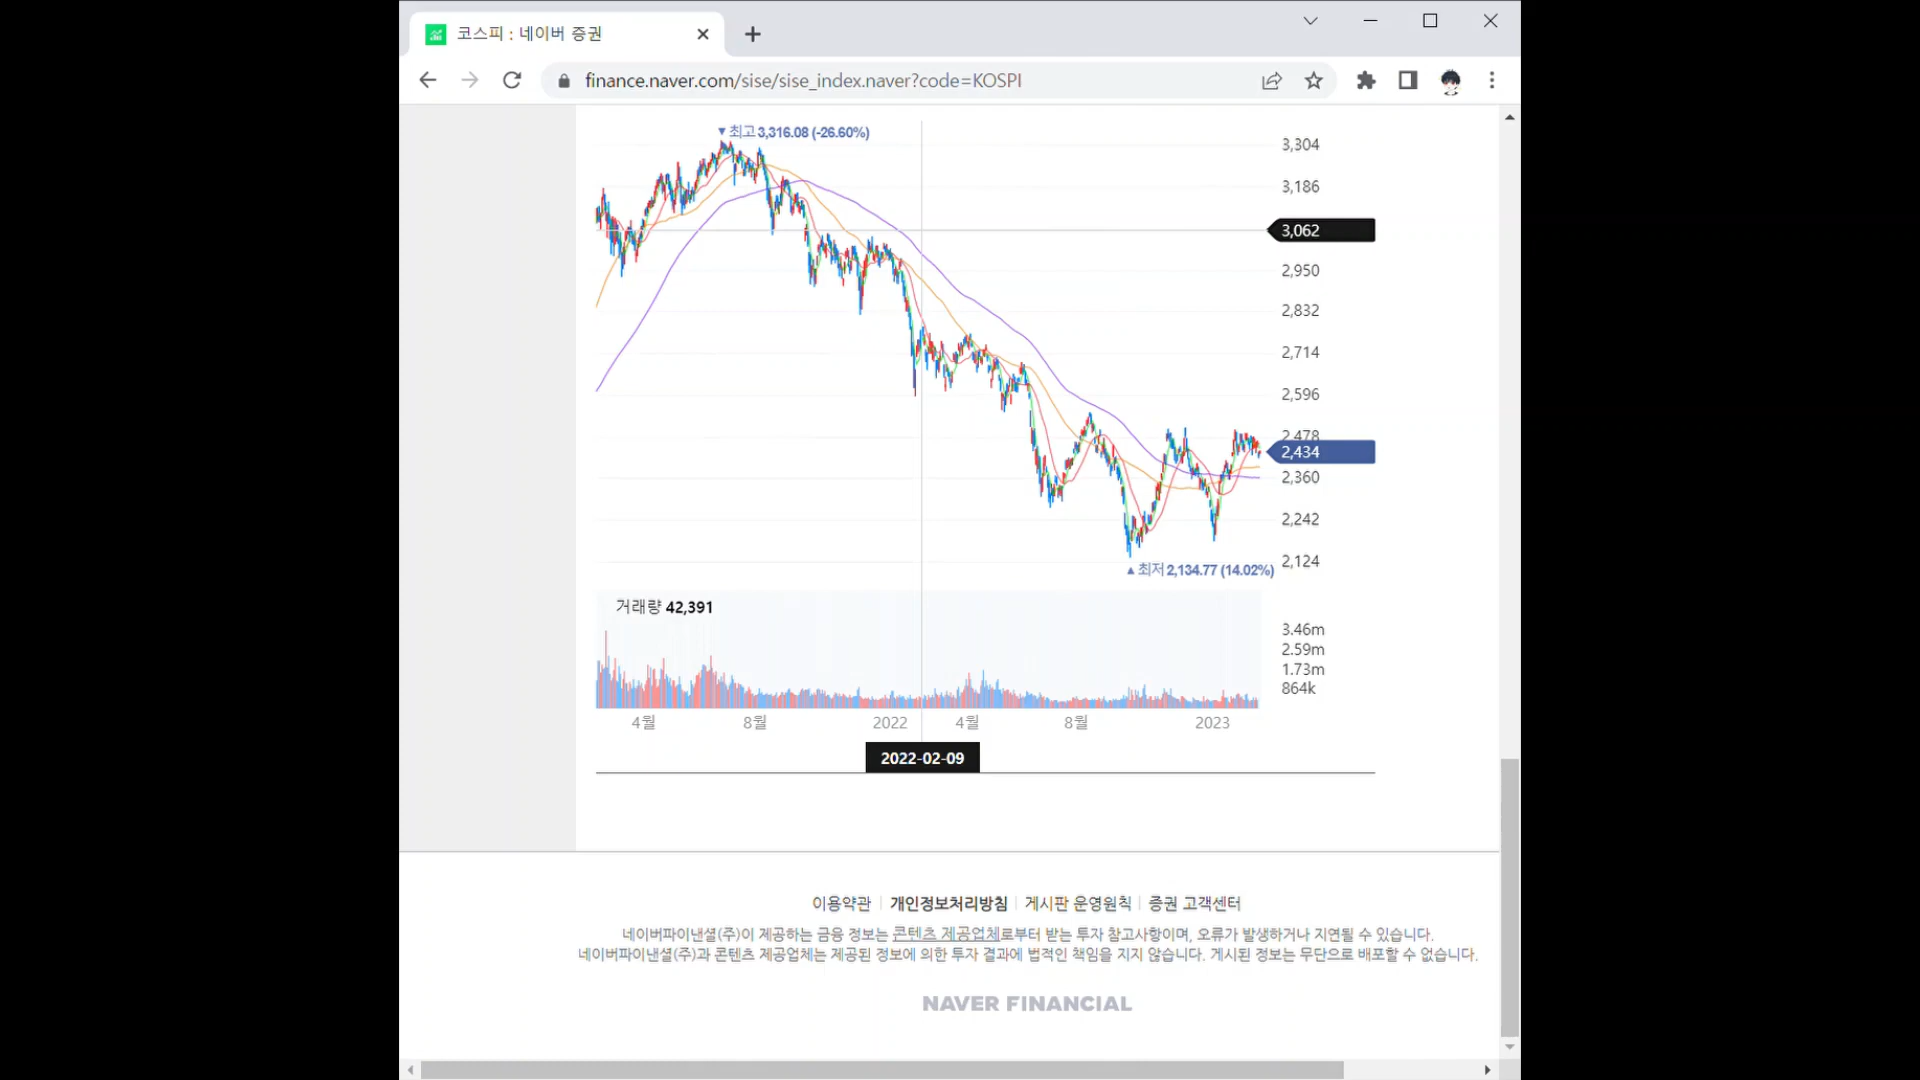 코스피 : 네이버 증권
finance.naver.com/sise/sise_index.naver?code=KOSPI
▼최고 3,316.08 (-26.60%)
3,304
3,186
3,062
2,950
2,832
2,714
2,596
2,478
2,434
2,360
2,242
2,124
▲최저 2,134.77 (14.02%)
거래량 42,391
3.46m
2.59m
1.73m
864k
4월 8월 2022 4월 8월 2023
2022-02-09
이용약관 개인정보처리방침 게시판 운영원칙 증권 고객센터
네이버파이낸셜(주)이 제공하는 금융 정보는 콘텐츠 제공업체로부터 받는 투자 참고사항이며, 오류가 발생하거나 지연될 수 있습니다.
네이버파이낸셜(주)과 콘텐츠 제공업체는 제공된 정보에 의한 투자 결과에 법적인 책임을 지지 않습니다. 게시된 정보는 무단으로 배포할 수 없습니다.
NAVER FINANCIAL